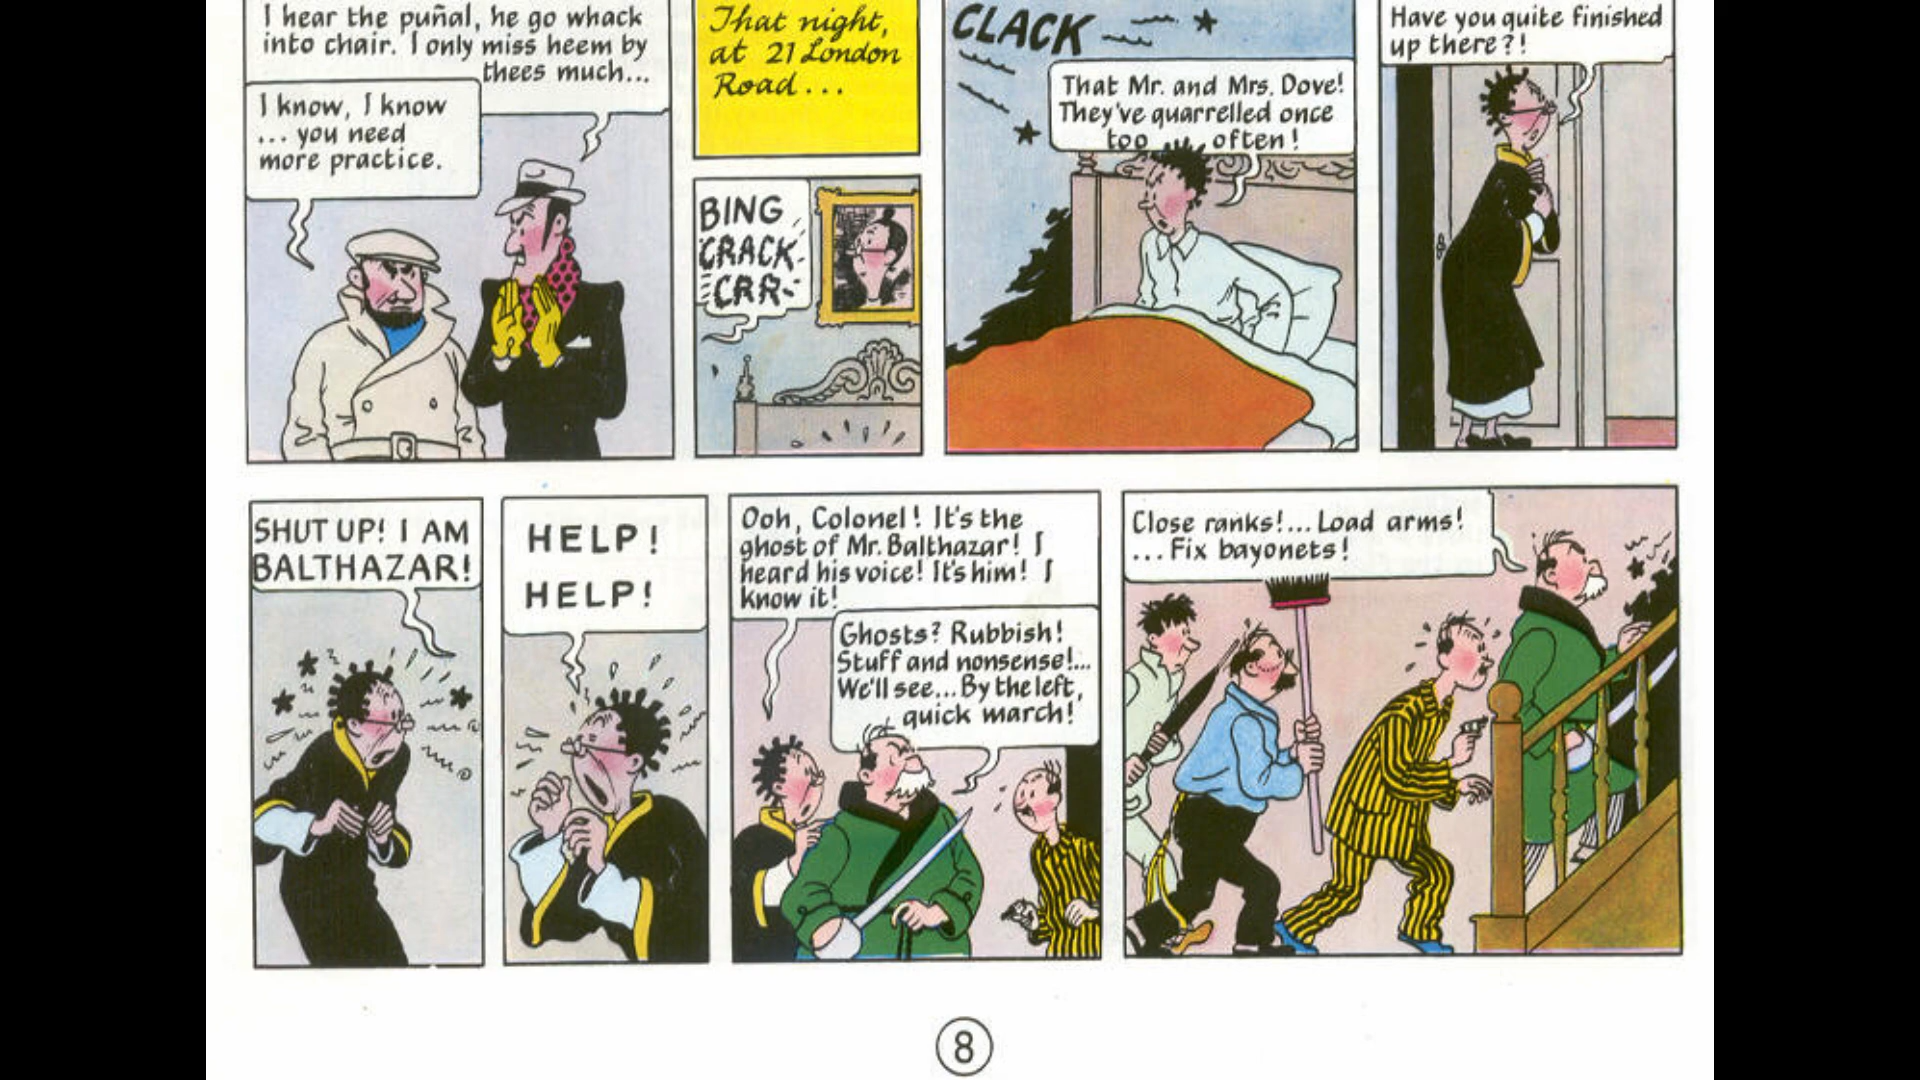 I hear the puñal, he go whack
into chair. I only miss heem by
thees much...
I know, I know
... you need
more practice.
That night,
at 21 London
Road...
BING
CRACK-
CRR-
CLACK
That Mr. and Mrs. Dove!
They've quarrelled once
too often!
Have you quite finished
up there?!
SHUT UP! I AM
BALTHAZAR!
HELP!
HELP!
Ooh, Colonel! It's the
ghost of Mr. Balthazar! I
heard his voice! It's him! I
know it!
Ghosts? Rubbish!
Stuff and nonsense!...
We'll see... By the left,
quick march!
Close ranks!... Load arms!
... Fix bayonets!
8